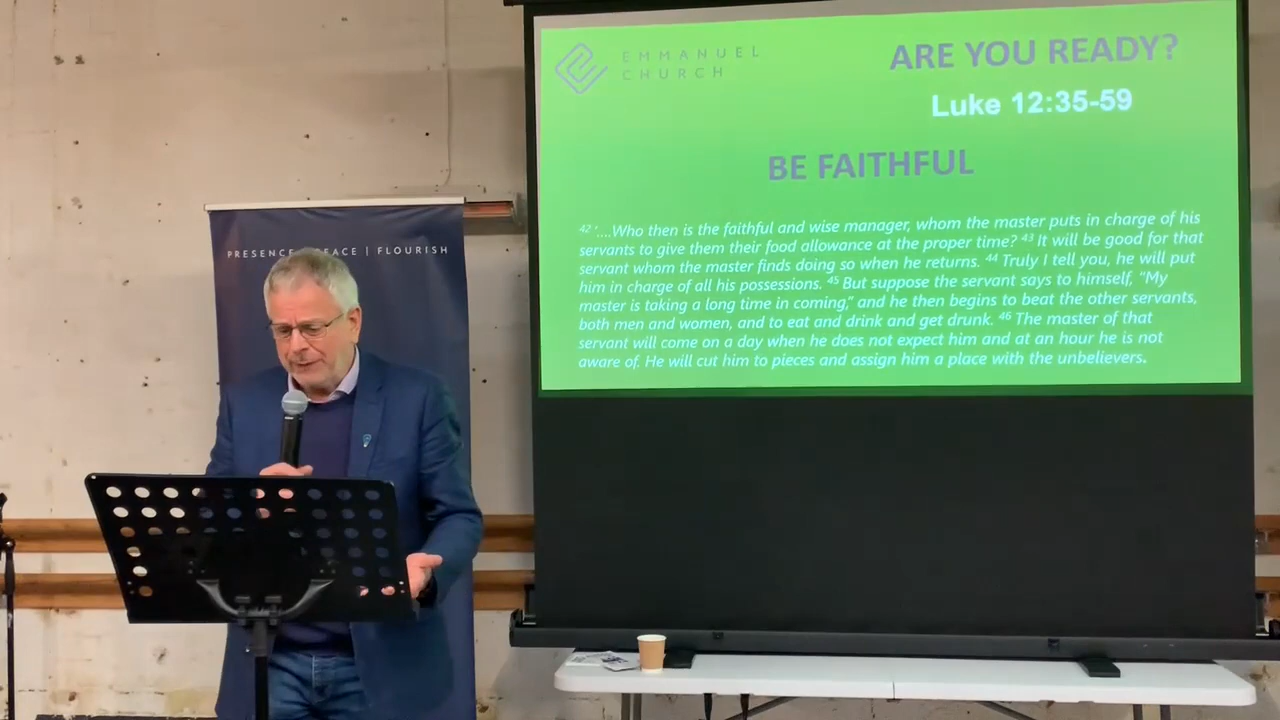 EMMANUEL
CHURCH
ARE YOU READY?
Luke 12:35-59
BE FAITHFUL
42 '....Who then is the faithful and wise manager, whom the master puts in charge of his
servants to give them their food allowance at the proper time? 43 It will be good for that
servant whom the master finds doing so when he returns. 44 Truly I tell you, he will put
him in charge of all his possessions. 45 But suppose the servant says to himself, “My
master is taking a long time in coming,” and he then begins to beat the other servants,
both men and women, and to eat and drink and get drunk. 46 The master of that
servant will come on a day when he does not expect him and at an hour he is not
aware of. He will cut him to pieces and assign him a place with the unbelievers.
PRESENCE | FLOURISH